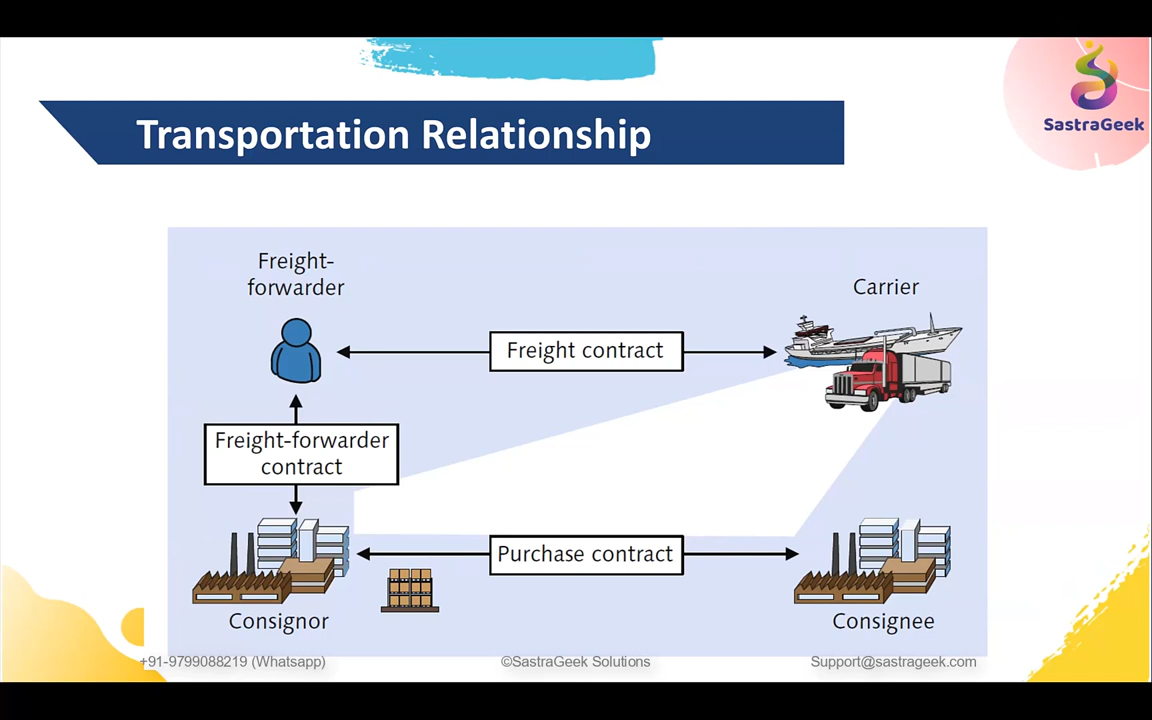 SastraGeek
Transportation Relationship
Freight-
forwarder
Carrier
Freight contract
Freight-forwarder
contract
Purchase contract
Consignor
Consignee
+91-9799088219 (Whatsapp)
©SastraGeek Solutions
Support@sastrageek.com